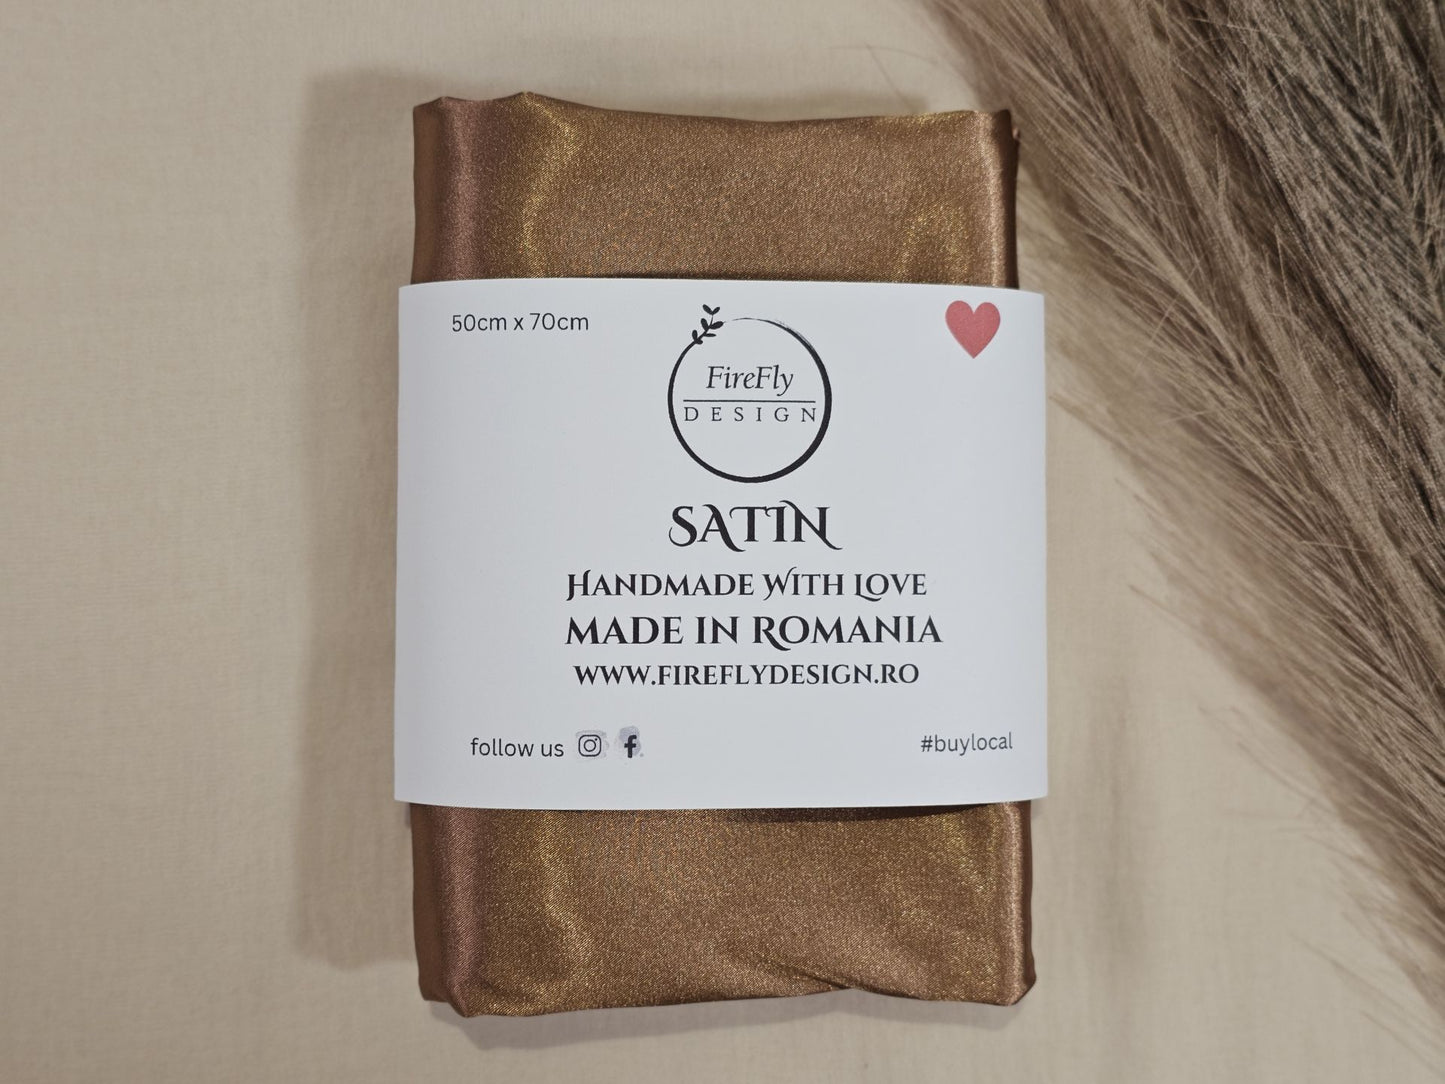 50cm x 70cm
FireFly
DESIGN
SATIN
HANDMADE WITH LOVE
MADE IN ROMANIA
WWW.FIREFLYDESIGN.RO
follow us
#buylocal